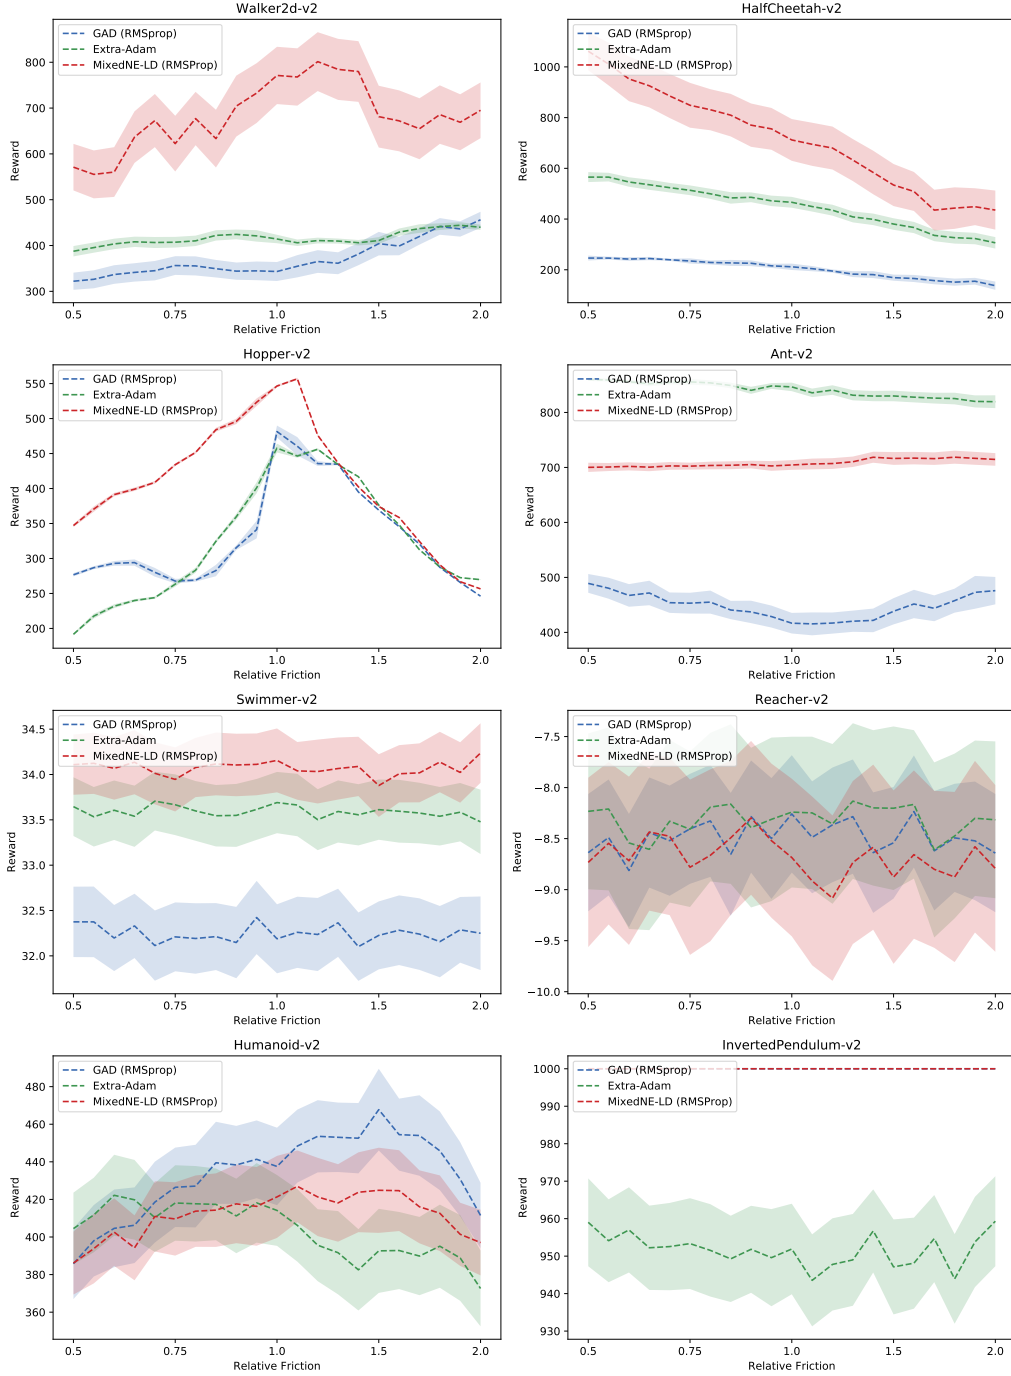 Walker2d-v2
GAD (RMSprop)
Extra-Adam
MixedNE-LD (RMSProp)
Reward
800
700
600
500
400
300
0.5 0.75 1.0 1.5 2.0
Relative Friction
HalfCheetah-v2
GAD (RMSprop)
Extra-Adam
MixedNE-LD (RMSProp)
Reward
1000
800
600
400
200
0.5 0.75 1.0 1.5 2.0
Relative Friction
Hopper-v2
GAD (RMSprop)
Extra-Adam
MixedNE-LD (RMSProp)
Reward
550
500
450
400
350
300
250
200
0.5 0.75 1.0 1.5 2.0
Relative Friction
Ant-v2
GAD (RMSprop)
Extra-Adam
MixedNE-LD (RMSProp)
Reward
800
700
600
500
400
0.5 0.75 1.0 1.5 2.0
Relative Friction
Swimmer-v2
GAD (RMSprop)
Extra-Adam
MixedNE-LD (RMSProp)
Reward
34.5
34.0
33.5
33.0
32.5
32.0
0.5 0.75 1.0 1.5 2.0
Relative Friction
Reacher-v2
GAD (RMSprop)
Extra-Adam
MixedNE-LD (RMSProp)
Reward
−7.5
−8.0
−8.5
−9.0
−9.5
−10.0
0.5 0.75 1.0 1.5 2.0
Relative Friction
Humanoid-v2
GAD (RMSprop)
Extra-Adam
MixedNE-LD (RMSProp)
Reward
480
460
440
420
400
380
360
0.5 0.75 1.0 1.5 2.0
Relative Friction
InvertedPendulum-v2
GAD (RMSprop)
Extra-Adam
MixedNE-LD (RMSProp)
Reward
1000
990
980
970
960
950
940
930
0.5 0.75 1.0 1.5 2.0
Relative Friction